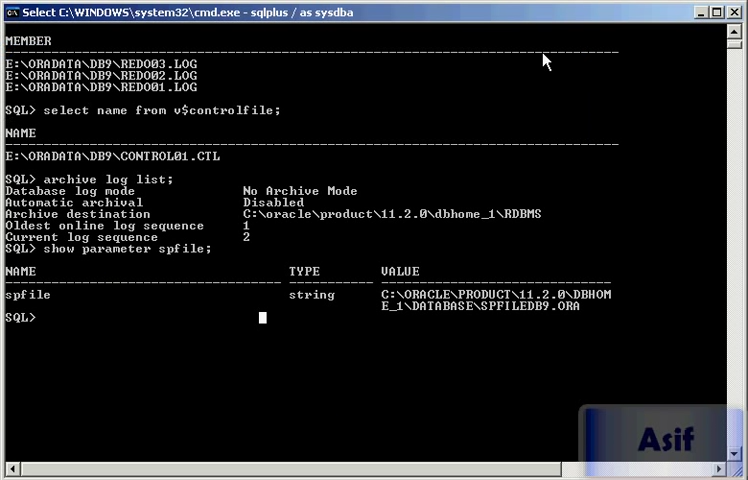 Select C:\WINDOWS\system32\cmd.exe - sqlplus / as sysdba
MEMBER
--------------------------------------------------------------------------------
E:\ORADATA\DB9\REDO03.LOG
E:\ORADATA\DB9\REDO02.LOG
E:\ORADATA\DB9\REDO01.LOG
SQL> select name from v$controlfile;
NAME
--------------------------------------------------------------------------------
E:\ORADATA\DB9\CONTROL01.CTL
SQL> archive log list;
Database log mode              No Archive Mode
Automatic archival             Disabled
Archive destination            C:\oracle\product\11.2.0\dbhome_1\RDBMS
Oldest online log sequence     1
Current log sequence           2
SQL> show parameter spfile;
NAME                                 TYPE        VALUE
------------------------------------ ----------- ------------------------------
spfile                               string      C:\ORACLE\PRODUCT\11.2.0\DBHOM
                                                 E_1\DATABASE\SPFILEDB9.ORA
SQL>
Asif